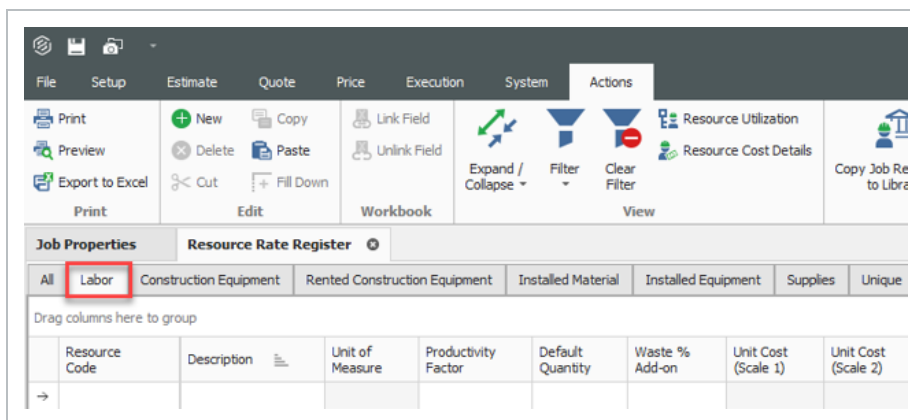 File Setup Estimate Quote Price Execution System Actions
Print New Copy Link Field Resource Utilization
Preview Delete Paste Unlink Field Resource Cost Details
Export to Excel Cut Fill Down Expand / Collapse Filter Clear Filter Copy Job Re
to Libra
Print Edit Workbook View
Job Properties Resource Rate Register
All Labor Construction Equipment Rented Construction Equipment Installed Material Installed Equipment Supplies Unique
Drag columns here to group
Resource Code Description Unit of Measure Productivity Factor Default Quantity Waste % Add-on Unit Cost (Scale 1) Unit Cost (Scale 2)